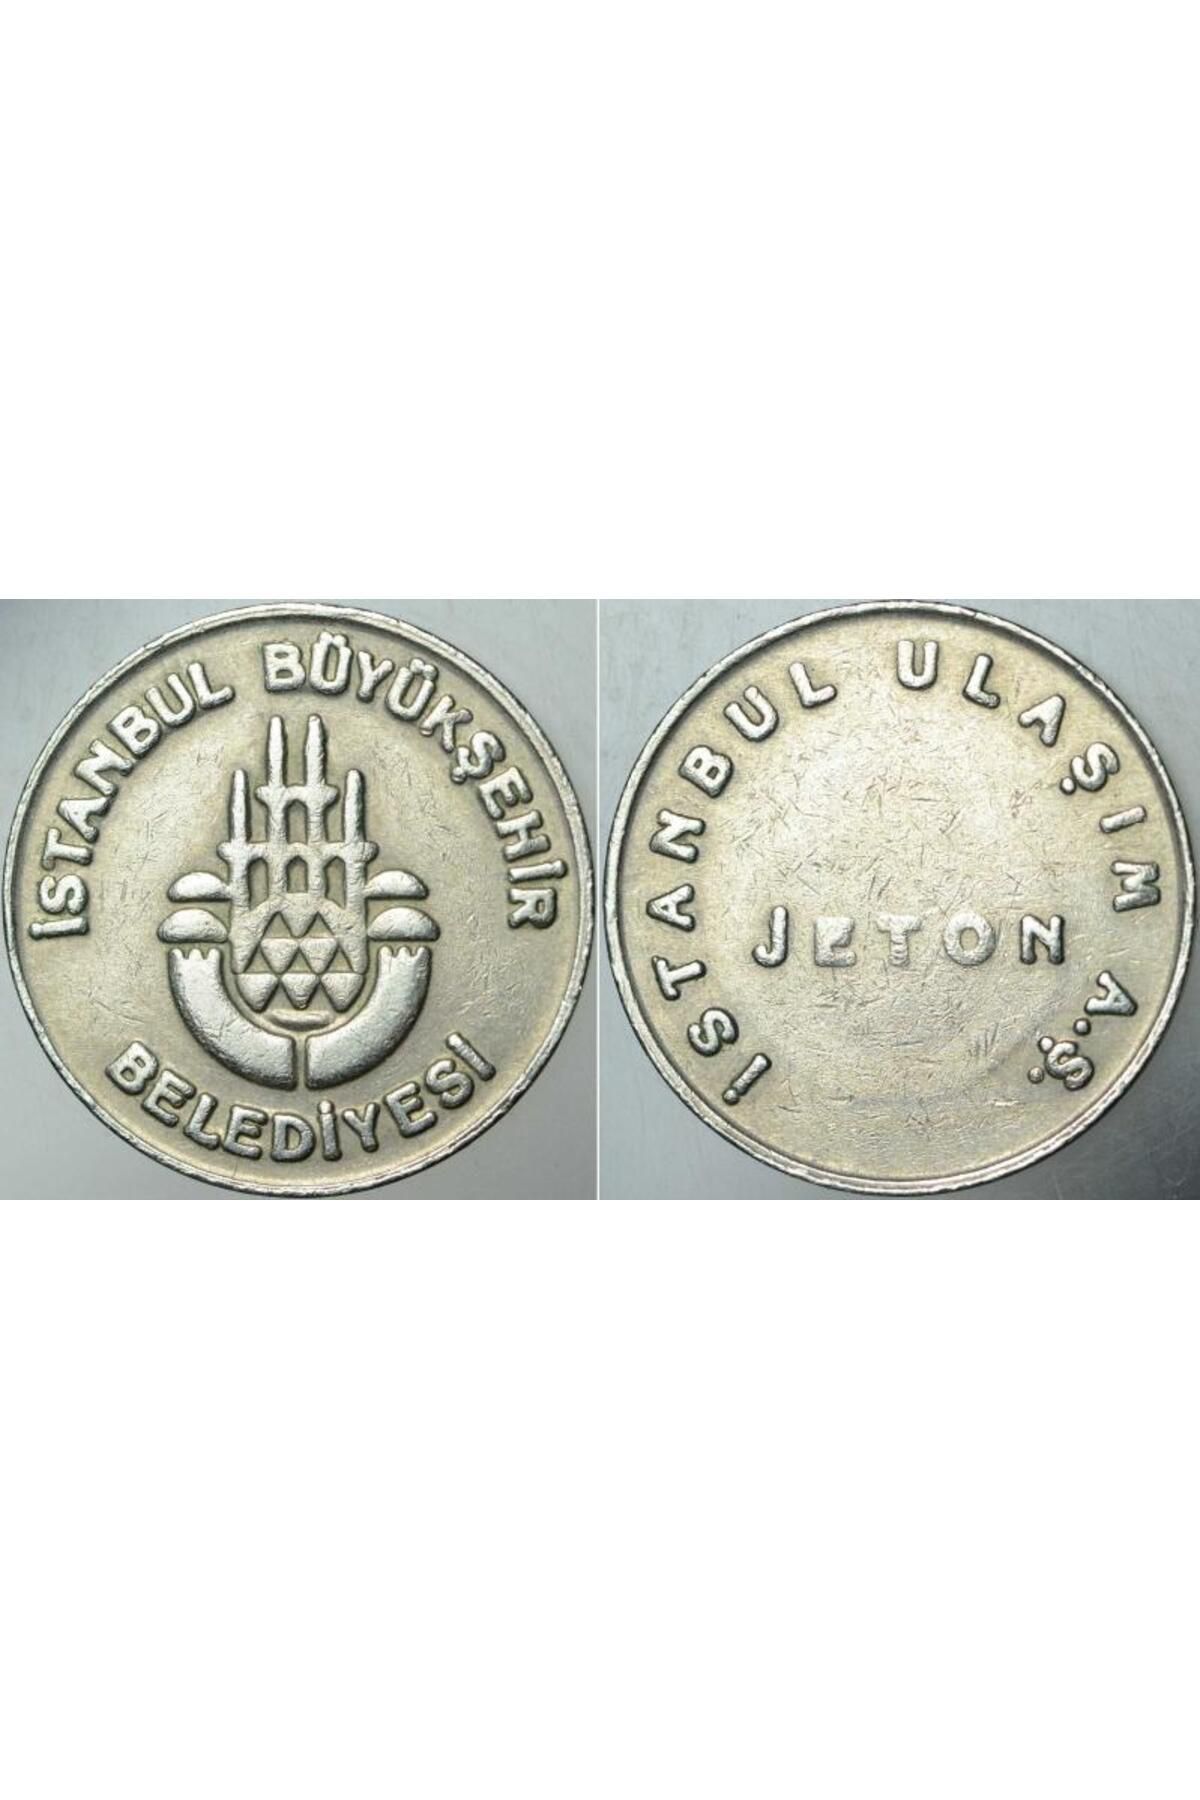 İSTANBUL BÜYÜKŞEHİR
BELEDİYESİ
İSTANBUL ULAŞIM A.Ş.
JETON